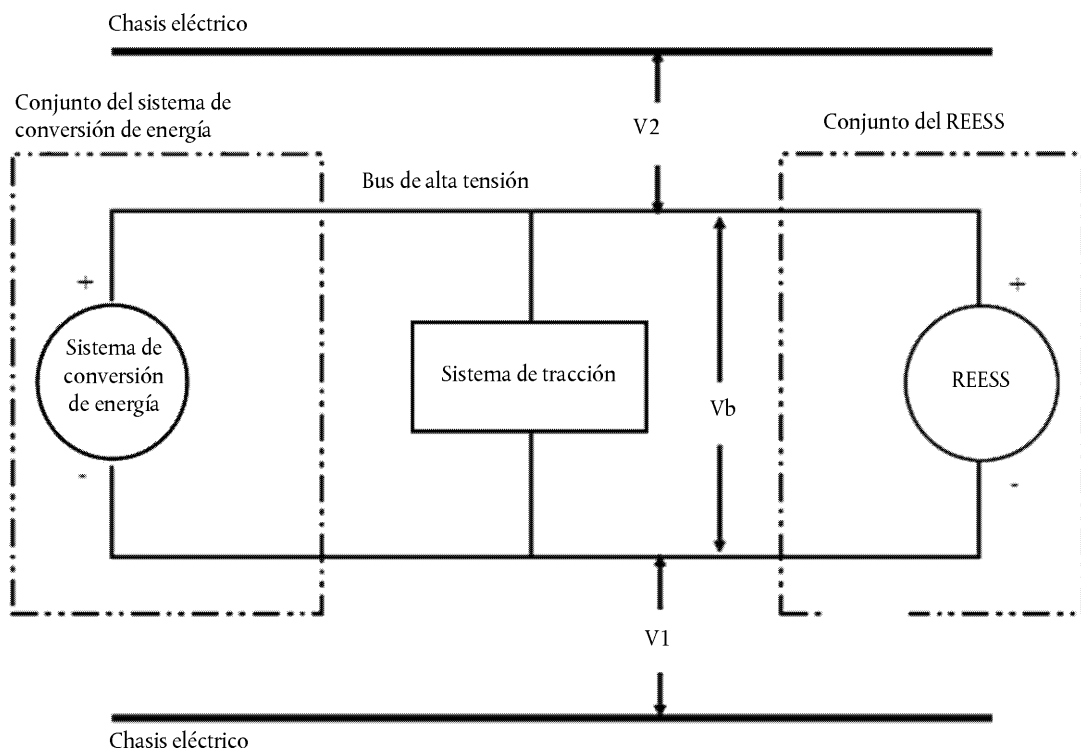 Chasis eléctrico
Conjunto del sistema de
conversión de energía
V2
Conjunto del REESS
Bus de alta tensión
+
+
Sistema de
conversión
de energía
Sistema de tracción
Vb
REESS
-
-
V1
Chasis eléctrico